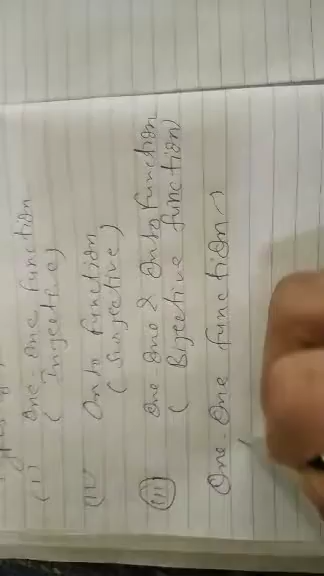 (i) One-One function
( Injective)
(ii) Onto function
( Surjective)
(iii) One-One & Onto function
( Bijective function)
One-One function →